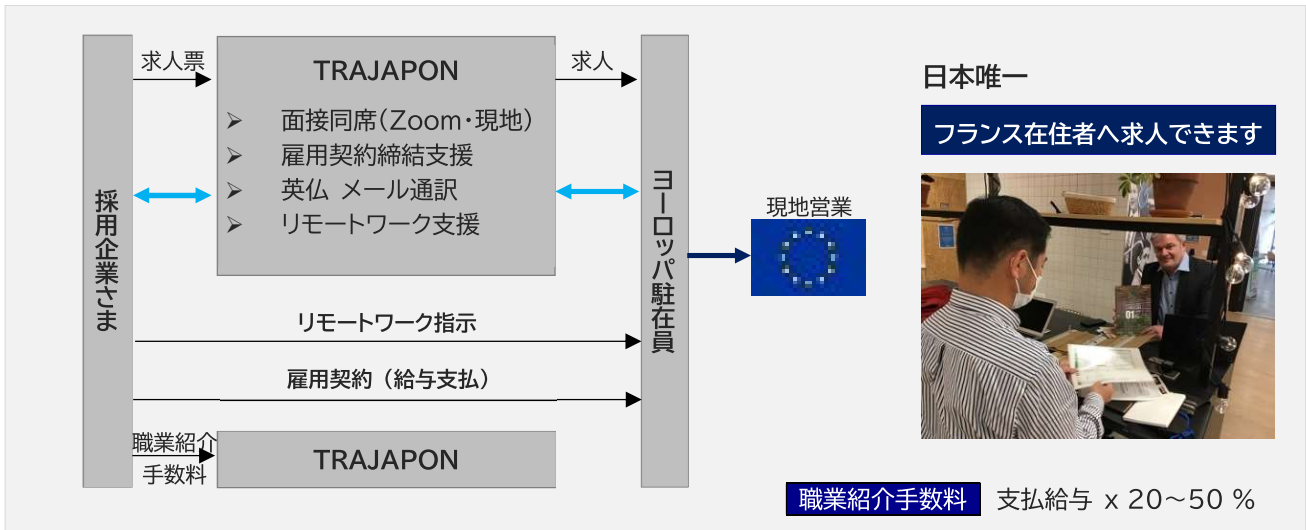 求人票
TRAJAPON
求人
➢ 面接同席(Zoom・現地)
➢ 雇用契約締結支援
➢ 英仏 メール通訳
➢ リモートワーク支援
採用企業さま
ヨーロッパ駐在員
現地営業
リモートワーク指示
雇用契約(給与支払)
職業紹介
手数料
TRAJAPON
日本唯一
フランス在住者へ求人できます
01
職業紹介手数料 支払給与 x 20~50 %